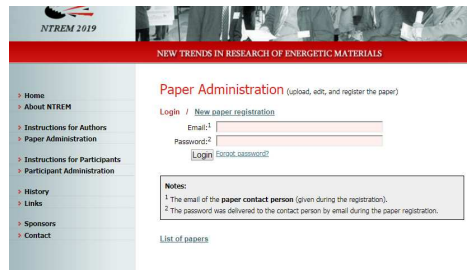 NTREM 2019
NEW TRENDS IN RESEARCH OF ENERGETIC MATERIALS
> Home
> About NTREM
> Instructions for Authors
> Paper Administration
> Instructions for Participants
> Participant Administration
> History
> Links
> Sponsors
> Contact
Paper Administration (upload, edit, and register the paper)
Login / New paper registration
Email:1
Password:2
Login Forgot password?
Notes:
1 The email of the paper contact person (given during the registration).
2 The password was delivered to the contact person by email during the paper registration.
List of papers